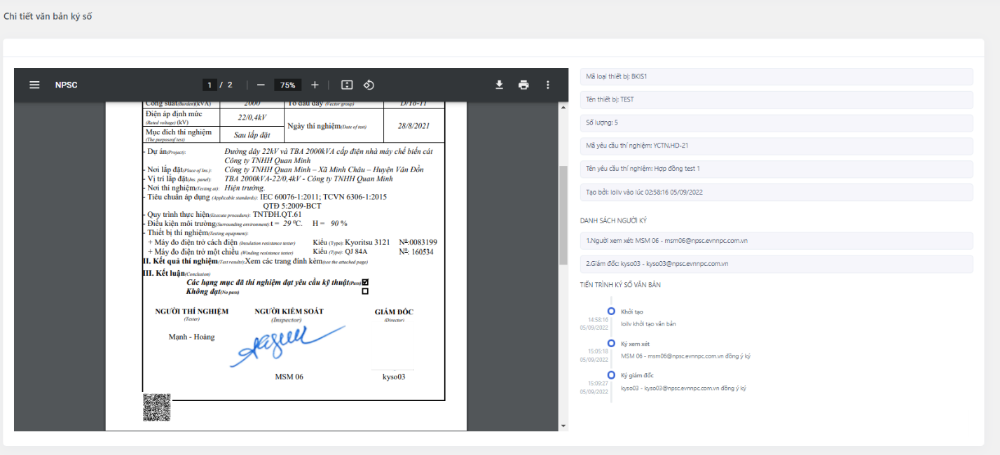 Chi tiết văn bản ký số
NPSC
1 / 2
75%
Công suất(Burden)(kVA) 2000 Tổ đấu dây (Vector group) D/Yo-11
Điện áp định mức
(Rated voltage) (kV) 22/0,4kV
Ngày thí nghiệm(Date of test) 28/8/2021
Mục đích thí nghiệm
(The purposeof test) Sau lắp đặt
- Dự án(Project): Đường dây 22kV và TBA 2000kVA cấp điện nhà máy chế biến cát
Công ty TNHH Quan Minh
- Nơi lắp đặt(Place of Ins.): Công ty TNHH Quan Minh – Xã Minh Châu – Huyện Vân Đồn
- Vị trí lắp đặt(Ins. panel): TBA 2000kVA-22/0,4kV - Công ty TNHH Quan Minh
- Nơi thí nghiệm(Testing at): Hiện trường.
- Tiêu chuẩn áp dụng (Applicable standards): IEC 60076-1:2011; TCVN 6306-1:2015
QTĐ 5:2009-BCT
- Quy trình thực hiện(Execute procedure): TNTĐH.QT.61
- Điều kiện môi trường(Surrounding environment):t = 29 ⁰C. H = 90 %
- Thiết bị thí nghiệm(Testing equipment):
+ Máy đo điện trở cách điện (Insulation resistance tester) Kiểu (Type): Kyoritsu 3121 Nº:0083199
+ Máy đo điện trở một chiều (Winding resistance tester) Kiểu (Type): QJ 84A Nº: 160534
II. Kết quả thí nghiệm(Test results):Xem các trang đính kèm(see the attached page)
III. Kết luận(Conclusion)
Các hạng mục đã thí nghiệm đạt yêu cầu kỹ thuật(Pass)
Không đạt(No pass)
NGƯỜI THÍ NGHIỆM NGƯỜI KIỂM SOÁT GIÁM ĐỐC
(Tester) (Inspector) (Director)
Mạnh - Hoàng
MSM 06 kyso03
Mã loại thiết bị: BKIS1
Tên thiết bị: TEST
Số lượng: 5
Mã yêu cầu thí nghiệm: YCTN.HD-21
Tên yêu cầu thí nghiệm: Hợp đồng test 1
Tạo bởi: loilv vào lúc 02:58:16 05/09/2022
DANH SÁCH NGƯỜI KÝ
1.Người xem xét: MSM 06 - msm06@npsc.evnnpc.com.vn
2.Giám đốc: kyso03 - kyso03@npsc.evnnpc.com.vn
TIẾN TRÌNH KÝ SỐ VĂN BẢN
Khởi tạo
14:58:16
05/09/2022
loilv khởi tạo văn bản
Ký xem xét
15:05:18
05/09/2022
MSM 06 - msm06@npsc.evnnpc.com.vn đồng ý ký
Ký giám đốc
15:09:27
05/09/2022
kyso03 - kyso03@npsc.evnnpc.com.vn đồng ý ký